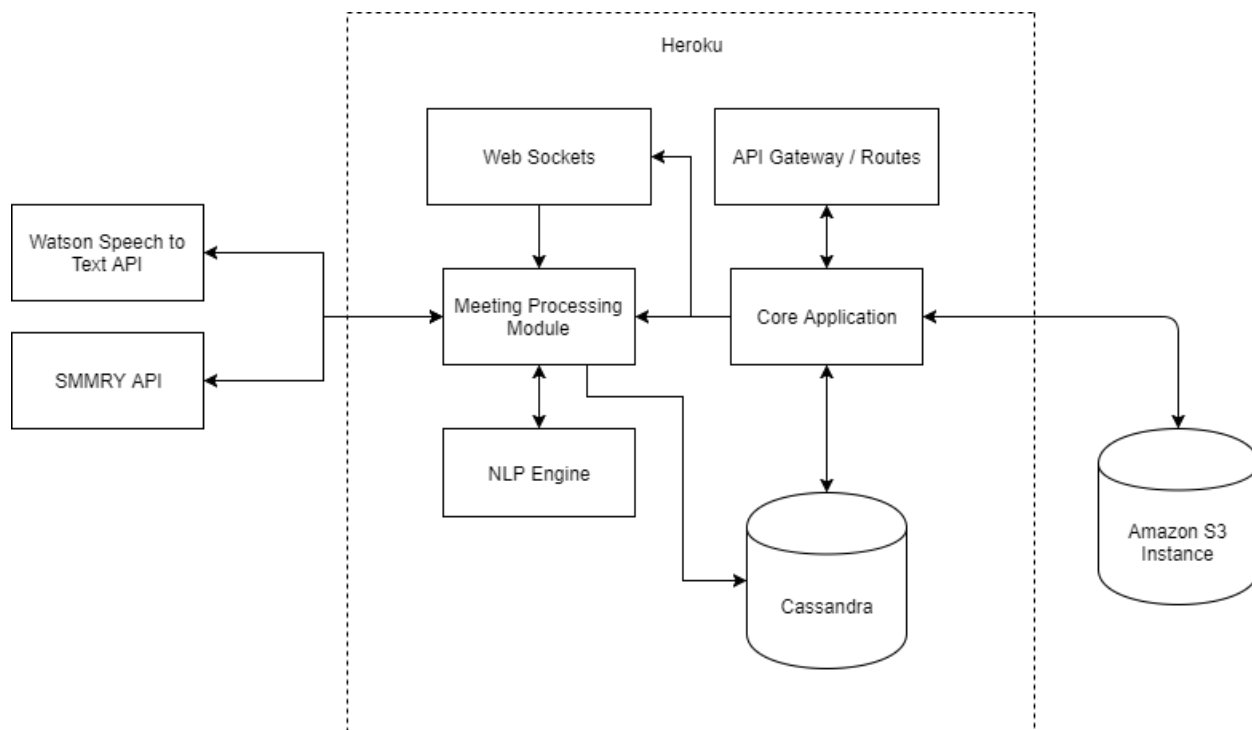 Heroku
Web Sockets
API Gateway / Routes
Watson Speech to
Text API
Meeting Processing
Module
Core Application
SMMRY API
NLP Engine
Amazon S3
Instance
Cassandra